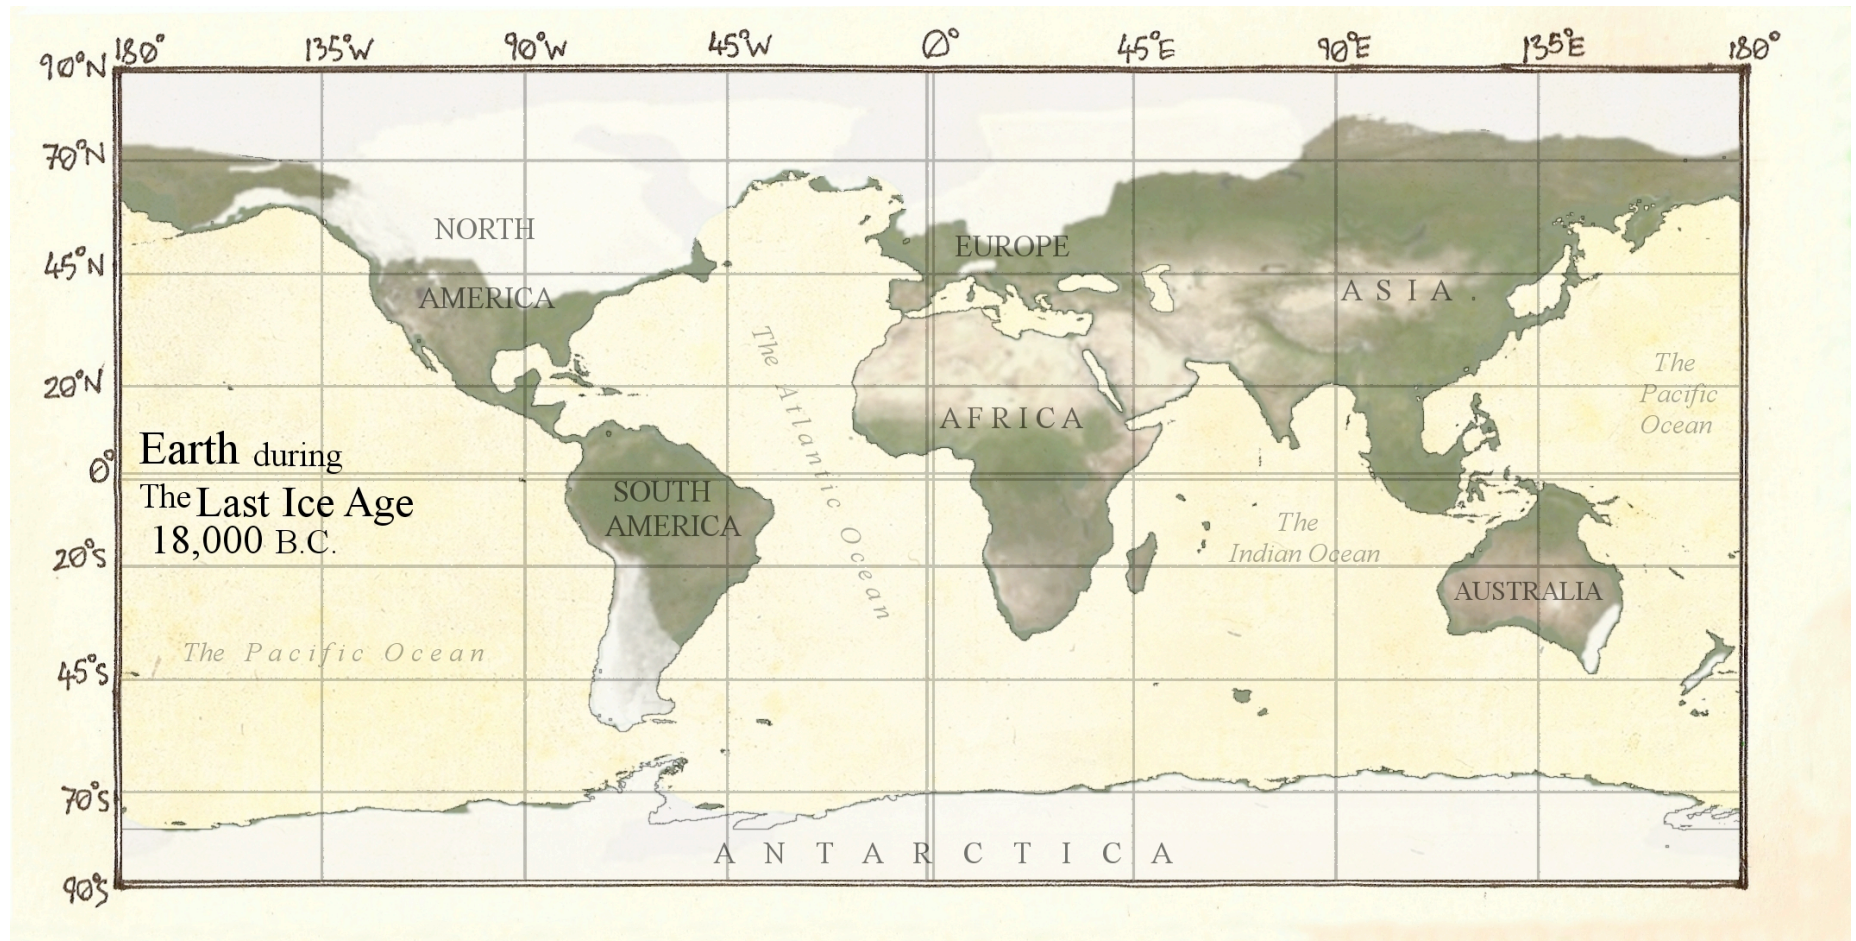 180° 135°W 90°W 45°W 0° 45°E 90°E 135°E 180°
90°N
70°N
NORTH
EUROPE
45°N
AMERICA
ASIA
The Atlantic Ocean
The
Pacific
Ocean
20°N
AFRICA
Earth during
The Last Ice Age
18,000 B.C.
0°
SOUTH
AMERICA
The
Indian Ocean
20°S
AUSTRALIA
The Pacific Ocean
45°S
70°S
ANTARCTICA
90°S